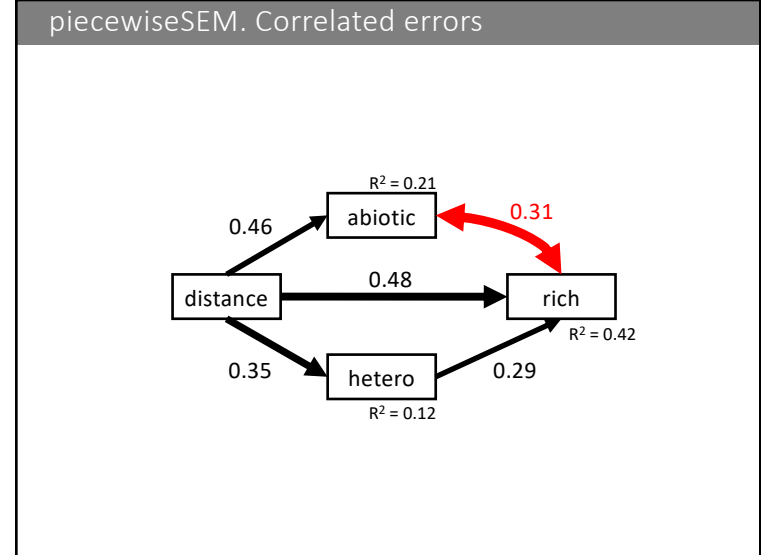 piecewiseSEM. Correlated errors
R² = 0.21
abiotic
0.31
0.46
distance
0.48
rich
R² = 0.42
0.35
hetero
0.29
R² = 0.12